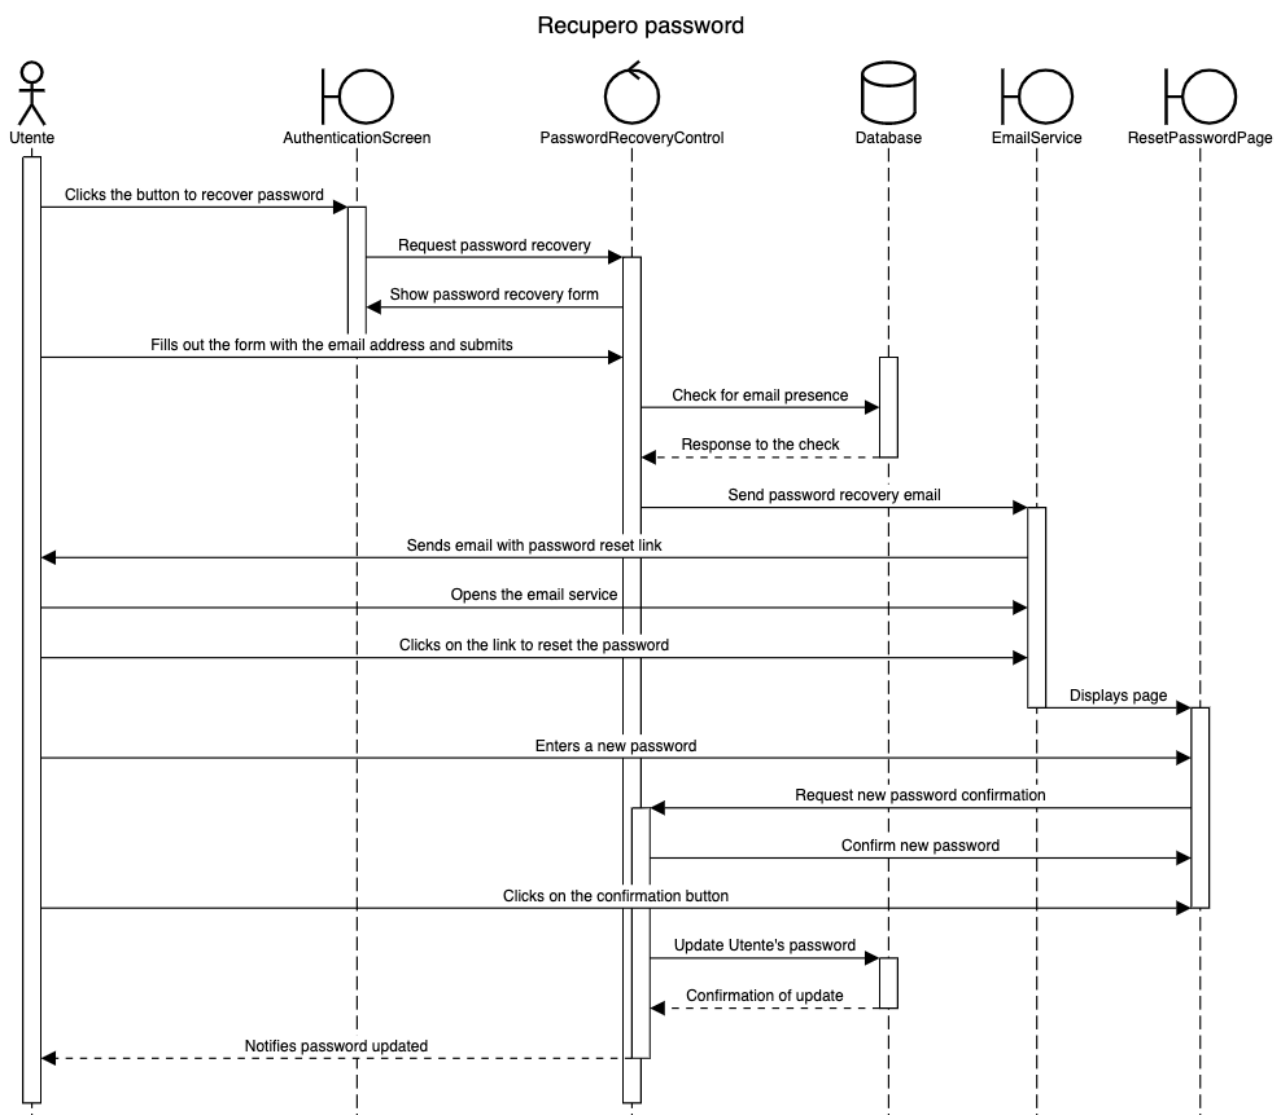 Recupero password
Utente
AuthenticationScreen
PasswordRecoveryControl
Database
EmailService
ResetPasswordPage
Clicks the button to recover password
Request password recovery
Show password recovery form
Fills out the form with the email address and submits
Check for email presence
Response to the check
Send password recovery email
Sends email with password reset link
Opens the email service
Clicks on the link to reset the password
Displays page
Enters a new password
Request new password confirmation
Confirm new password
Clicks on the confirmation button
Update Utente's password
Confirmation of update
Notifies password updated